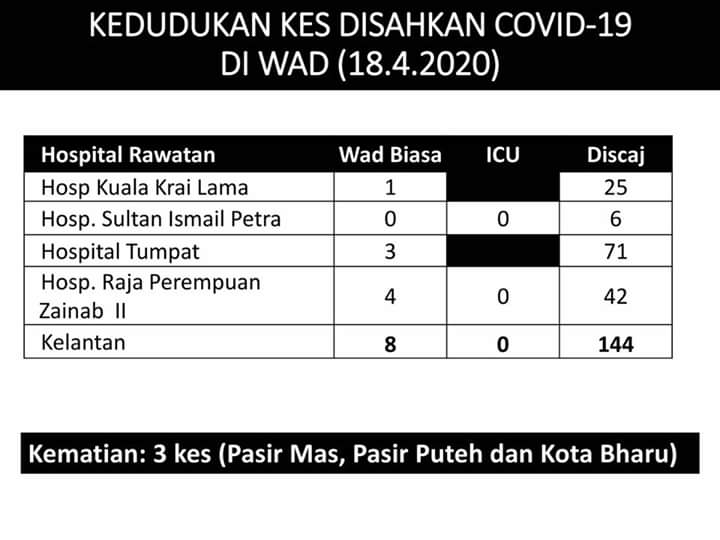 KEDUDUKAN KES DISAHKAN COVID-19
DI WAD (18.4.2020)
Hospital Rawatan Wad Biasa ICU Discaj
Hosp Kuala Krai Lama 1 25
Hosp. Sultan Ismail Petra 0 0 6
Hospital Tumpat 3 71
Hosp. Raja Perempuan
Zainab II 4 0 42
Kelantan 8 0 144
Kematian: 3 kes (Pasir Mas, Pasir Puteh dan Kota Bharu)